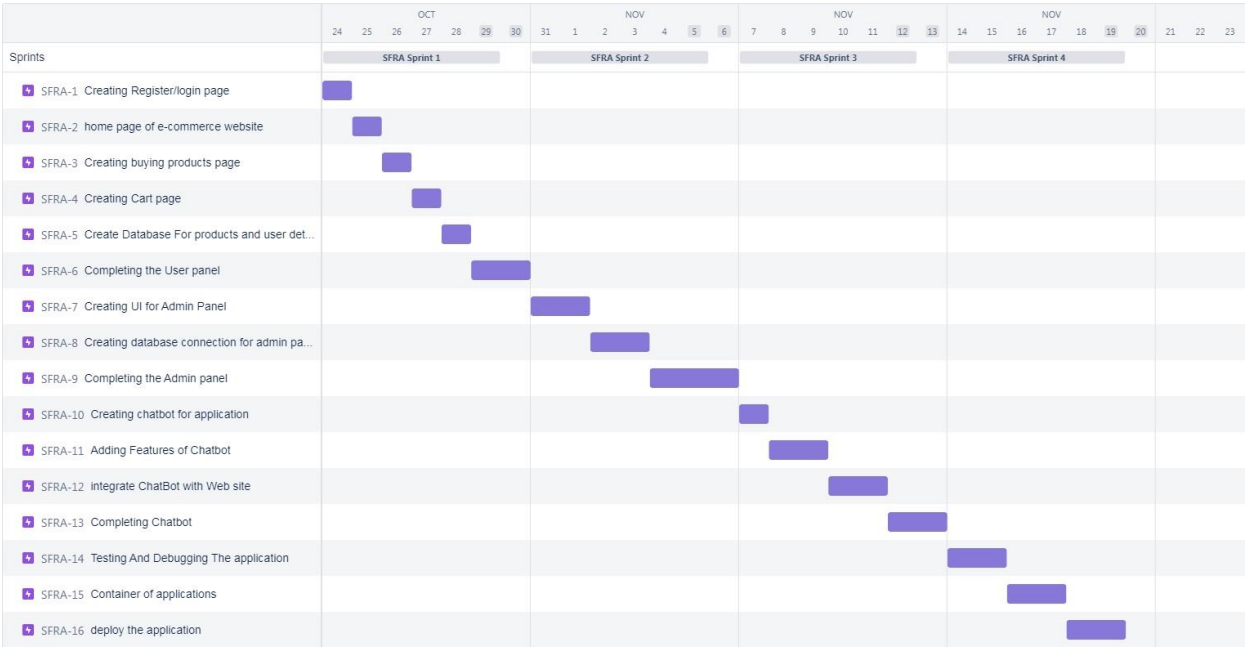 OCT NOV NOV NOV
24 25 26 27 28 29 30 31 1 2 3 4 5 6 7 8 9 10 11 12 13 14 15 16 17 18 19 20 21 22 23
Sprints SFRA Sprint 1 SFRA Sprint 2 SFRA Sprint 3 SFRA Sprint 4
SFRA-1 Creating Register/login page
SFRA-2 home page of e-commerce website
SFRA-3 Creating buying products page
SFRA-4 Creating Cart page
SFRA-5 Create Database For products and user det...
SFRA-6 Completing the User panel
SFRA-7 Creating UI for Admin Panel
SFRA-8 Creating database connection for admin pa...
SFRA-9 Completing the Admin panel
SFRA-10 Creating chatbot for application
SFRA-11 Adding Features of Chatbot
SFRA-12 integrate ChatBot with Web site
SFRA-13 Completing Chatbot
SFRA-14 Testing And Debugging The application
SFRA-15 Container of applications
SFRA-16 deploy the application